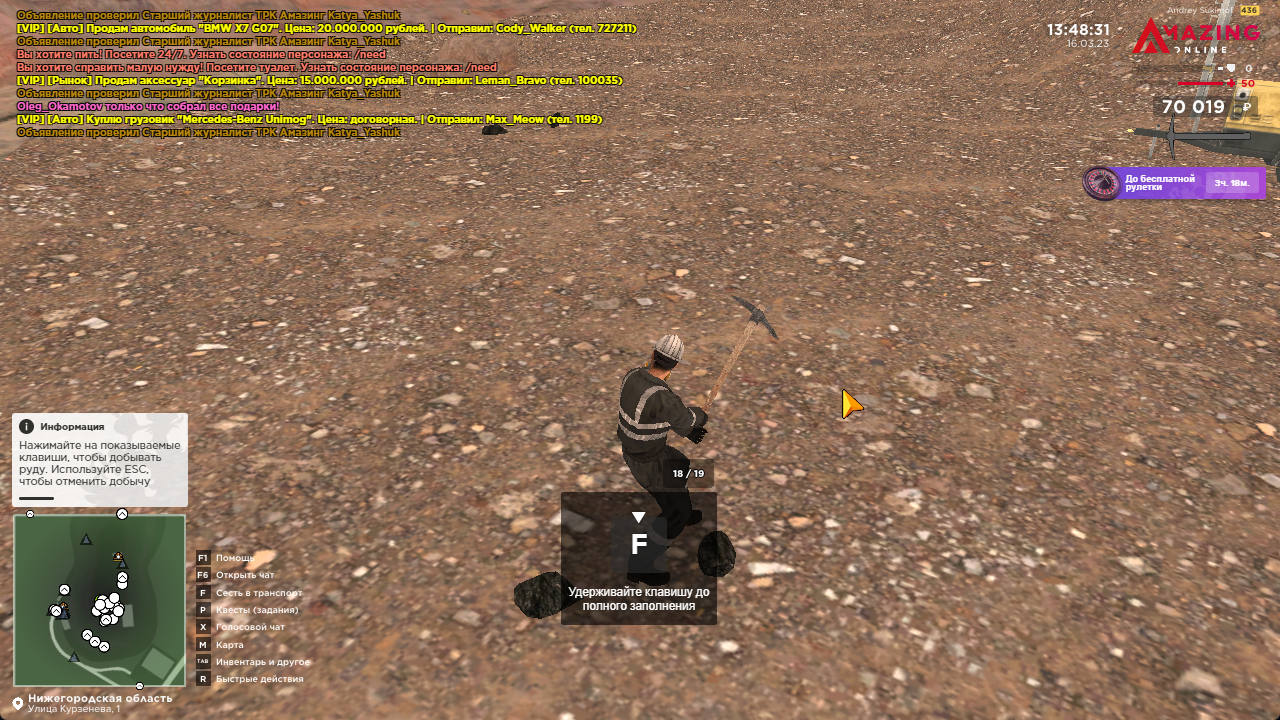 Объявление проверил Старший журналист ТРК Амазинг Katya_Yashuk
[VIP] [Авто] Продам автомобиль "BMW X7 G07". Цена: 20.000.000 рублей. | Отправил: Cody_Walker (тел. 727211)
Объявление проверил Старший журналист ТРК Амазинг Katya_Yashuk
Вы хотите пить! Посетите 24/7. Узнать состояние персонажа: /need
Вы хотите справить малую нужду! Посетите туалет. Узнать состояние персонажа: /need
[VIP] [Рынок] Продам аксессуар "Корзинка". Цена: 15.000.000 рублей. | Отправил: Leman_Bravo (тел. 100035)
Объявление проверил Старший журналист ТРК Амазинг Katya_Yashuk
Oleg_Okamotov только что собрал все подарки!
[VIP] [Авто] Куплю грузовик "Mercedes-Benz Unimog". Цена: договорная. | Отправил: Max_Meow (тел. 1199)
Объявление проверил Старший журналист ТРК Амазинг Katya_Yashuk
Andrey Sukimof 436
13:48:31
16.03.23
AMAZING
ONLINE
0
50
70 019 ₽
До бесплатной
рулетки
3ч. 18м.
18 / 19
F
Удерживайте клавишу до
полного заполнения
Информация
Нажимайте на показываемые
клавиши, чтобы добывать
руду. Используйте ESC,
чтобы отменить добычу
F1 Помощь
F6 Открыть чат
F Сесть в транспорт
P Квесты (задания)
X Голосовой чат
M Карта
TAB Инвентарь и другое
R Быстрые действия
Нижегородская область
Улица Курзенева, 1